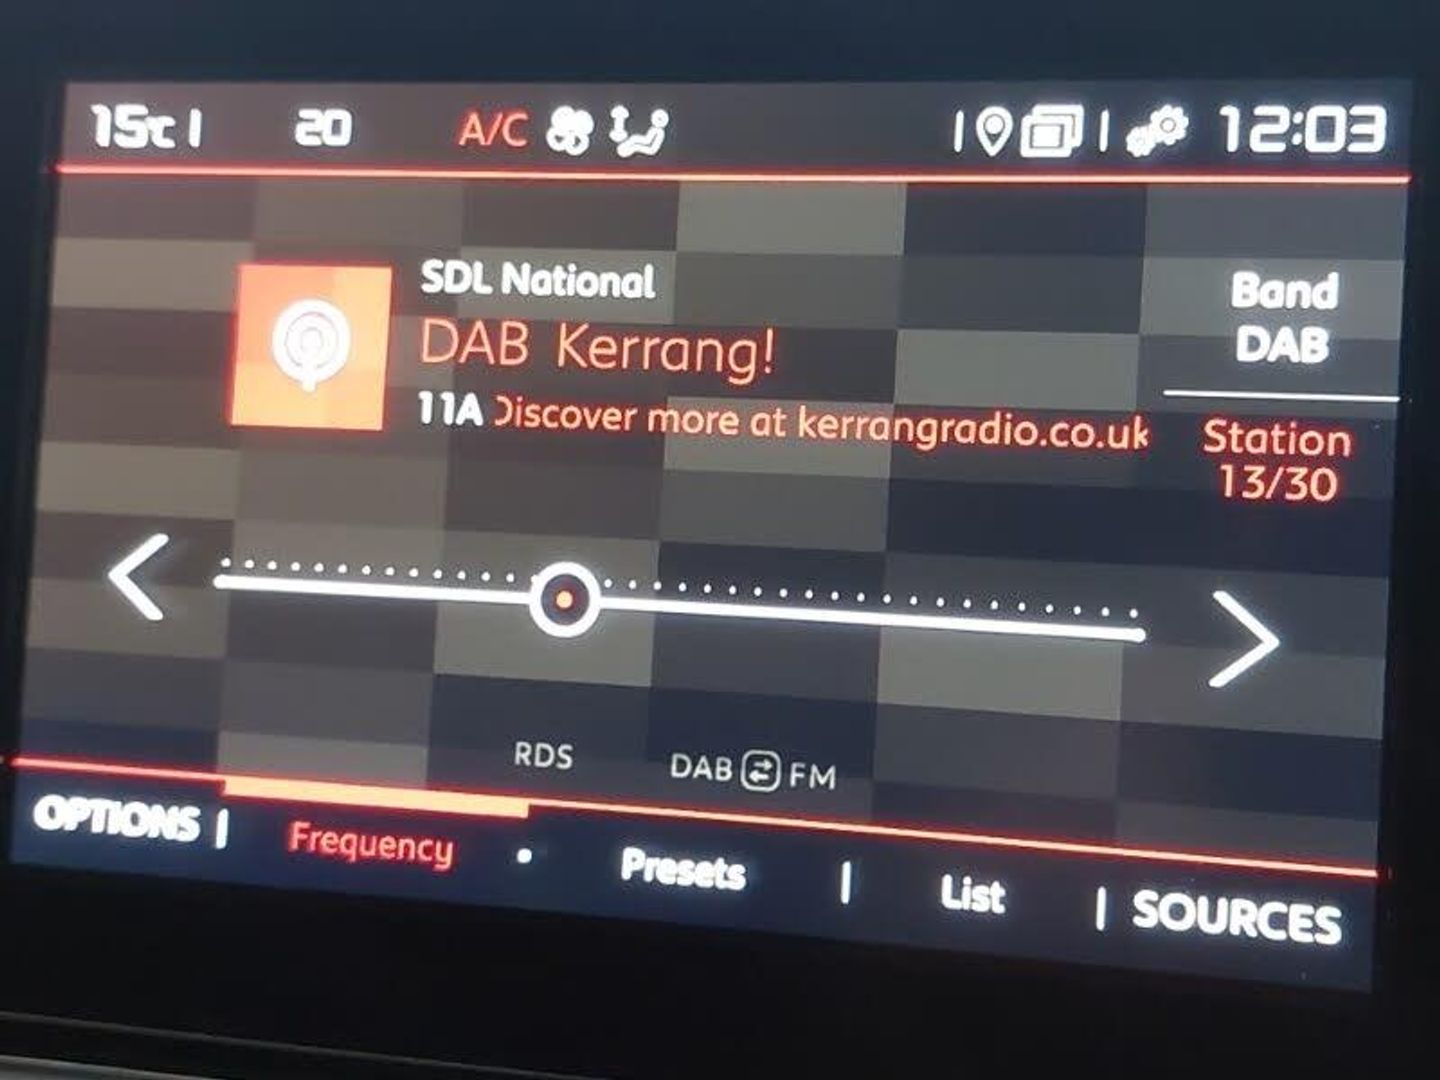 15°C 20 A/C 12:03
SDL National
DAB Kerrang!
11A Discover more at kerrangradio.co.uk
Band
DAB
Station
13/30
RDS DAB FM
OPTIONS Frequency Presets List SOURCES